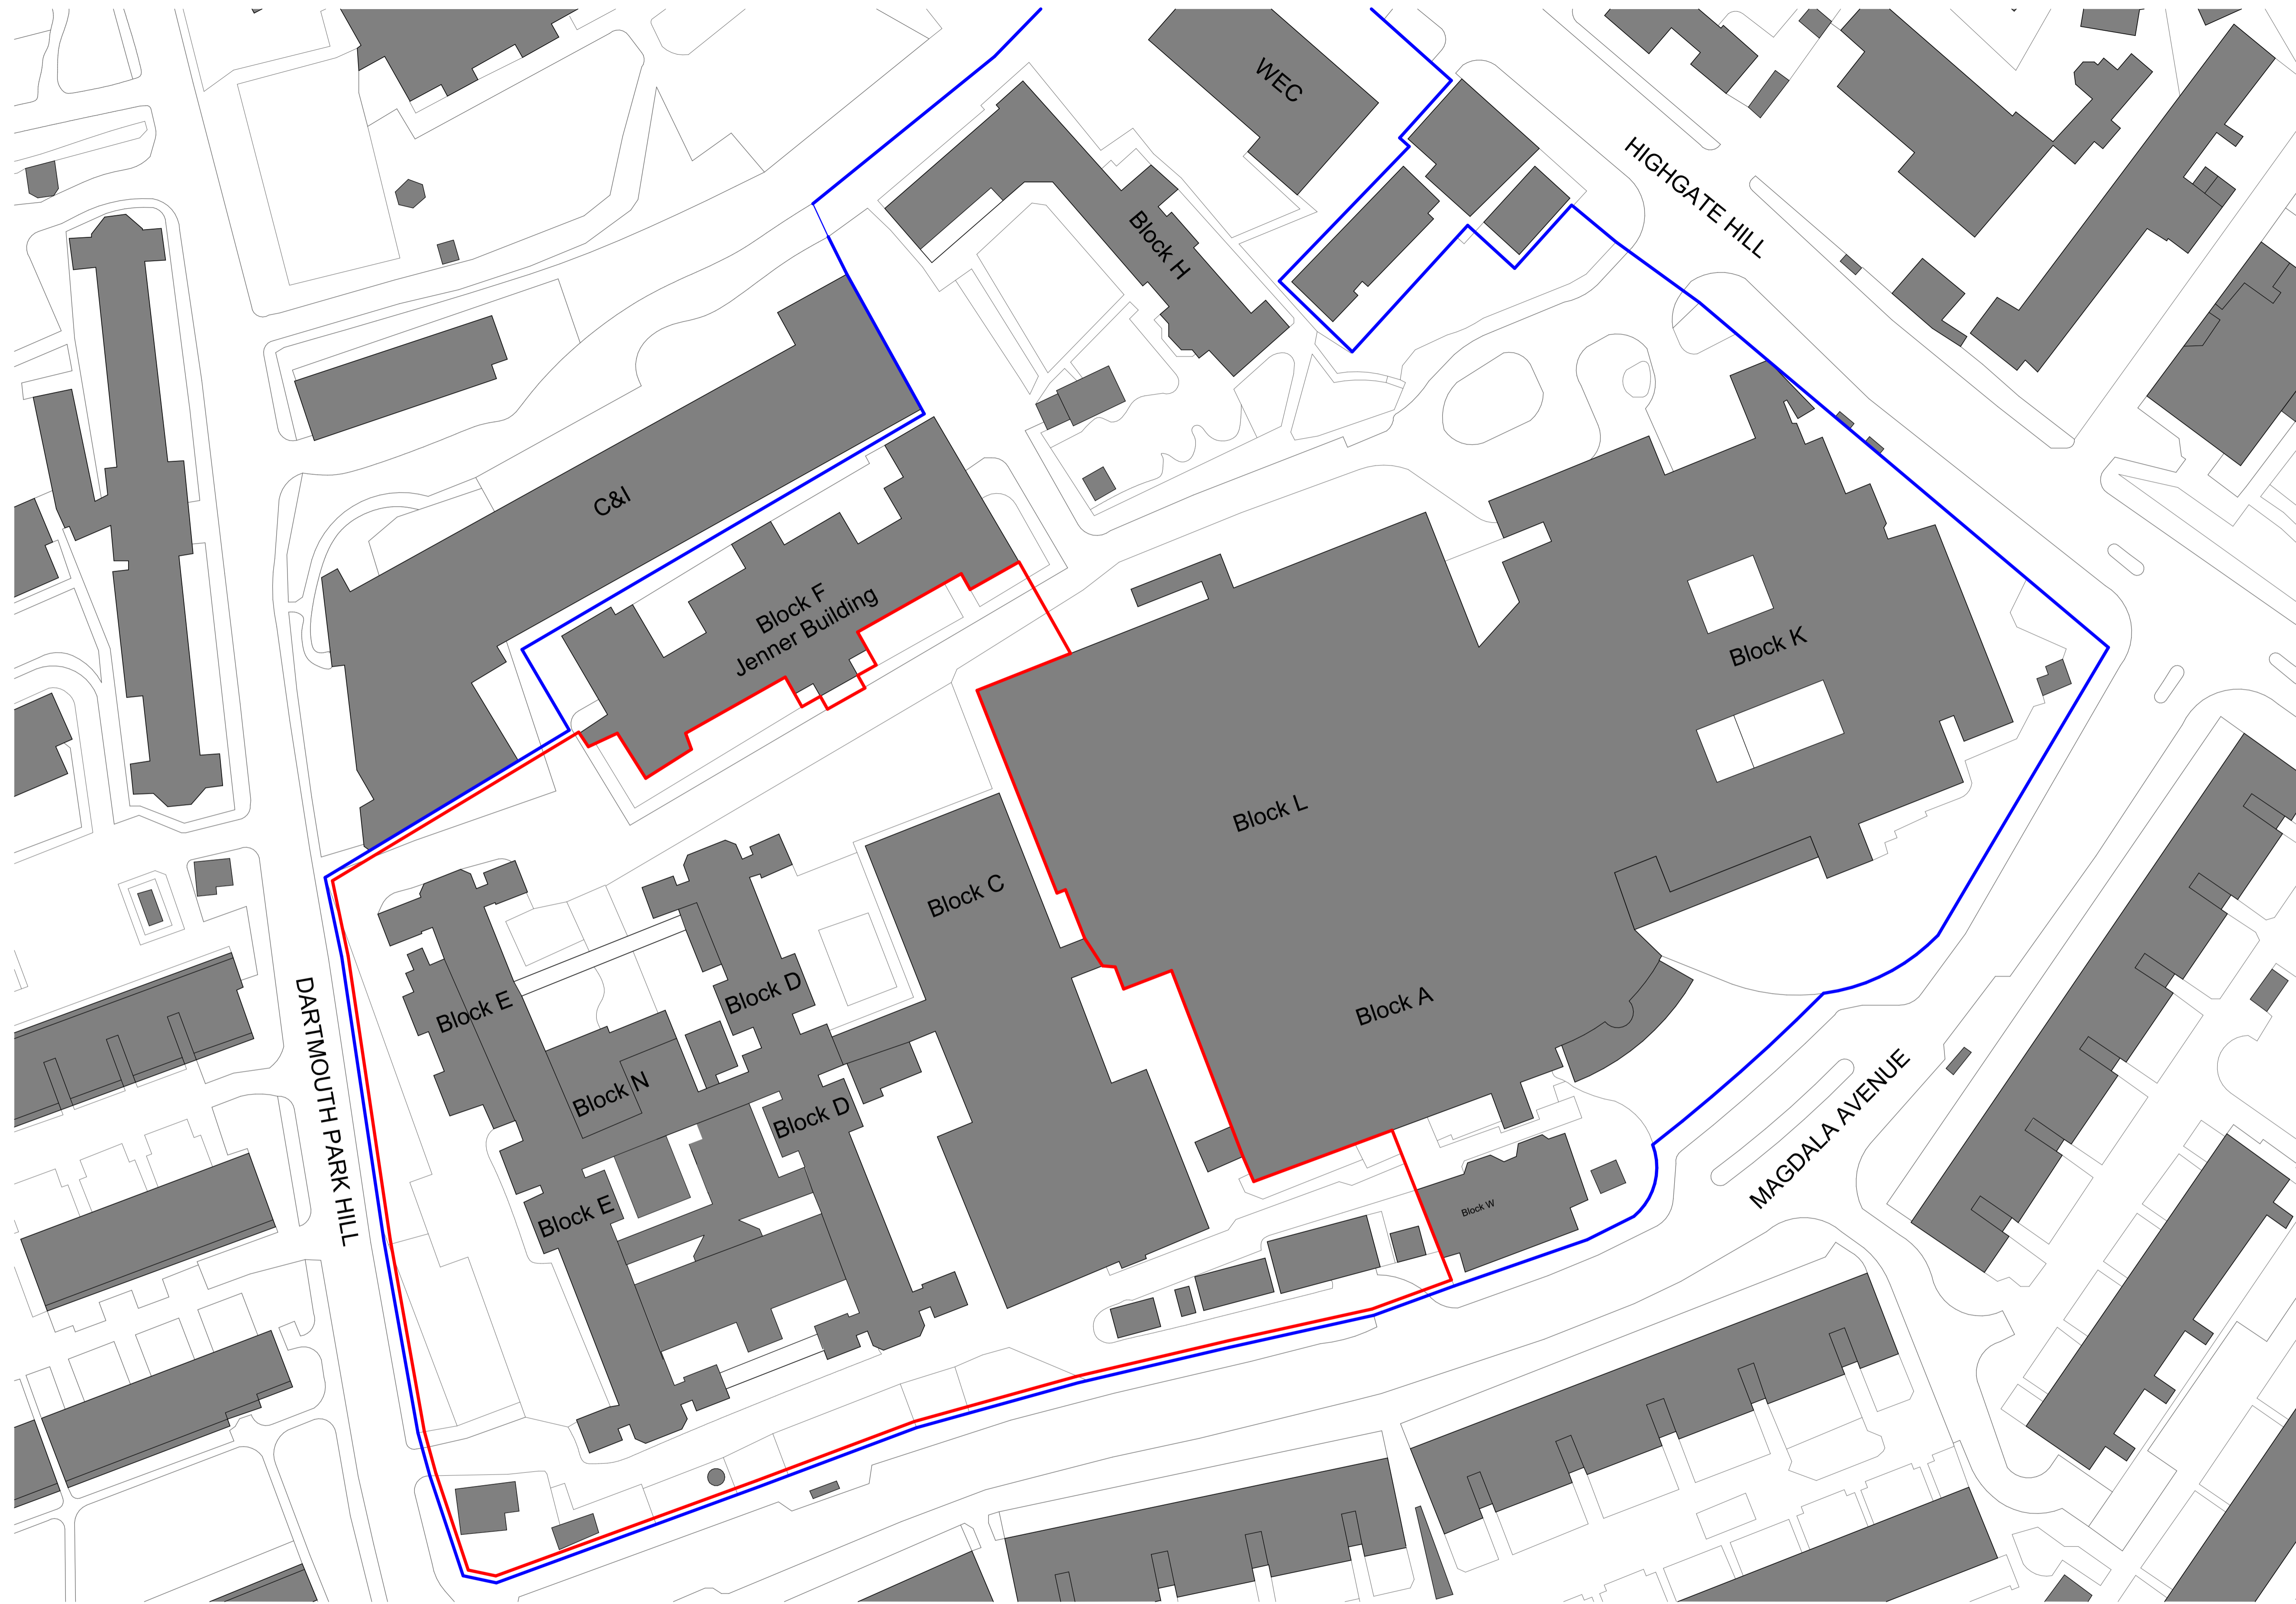 WEC
HIGHGATE HILL
Block H
C&I
Block F
Jenner Building
Block K
Block L
Block C
Block A
Block E
Block D
Block N
Block D
Block E
Block W
DARTMOUTH PARK HILL
MAGDALA AVENUE